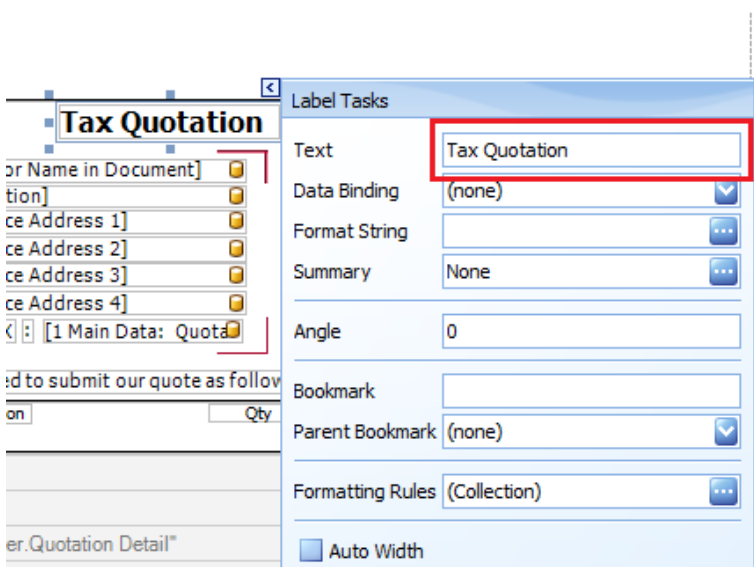 Tax Quotation
or Name in Document]
tion]
ce Address 1]
ce Address 2]
ce Address 3]
ce Address 4]
: [1 Main Data: Quota
ed to submit our quote as follow
on Qty
er.Quotation Detail"
Label Tasks
Text Tax Quotation
Data Binding (none)
Format String
Summary None
Angle 0
Bookmark
Parent Bookmark (none)
Formatting Rules (Collection)
Auto Width